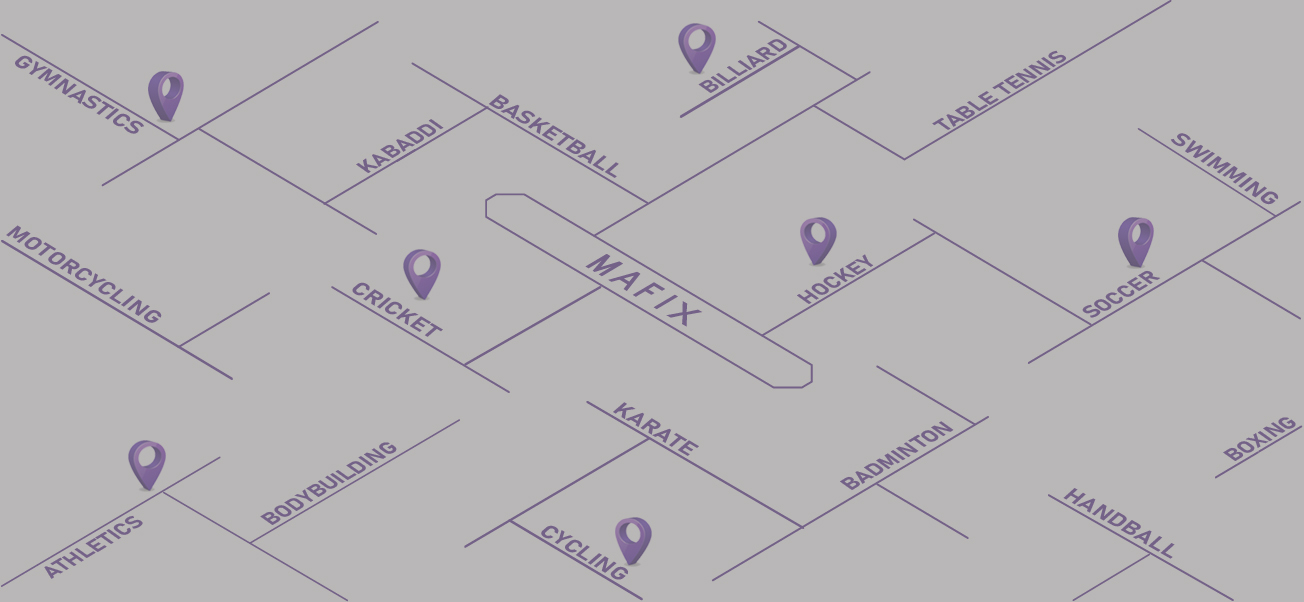 BILLIARD
GYMNASTICS
TABLE TENNIS
BASKETBALL
KABADDI
SWIMMING
MOTORCYCLING
MAFIX
HOCKEY
SOCCER
CRICKET
KARATE
BADMINTON
BOXING
BODYBUILDING
ATHLETICS
HANDBALL
CYCLING